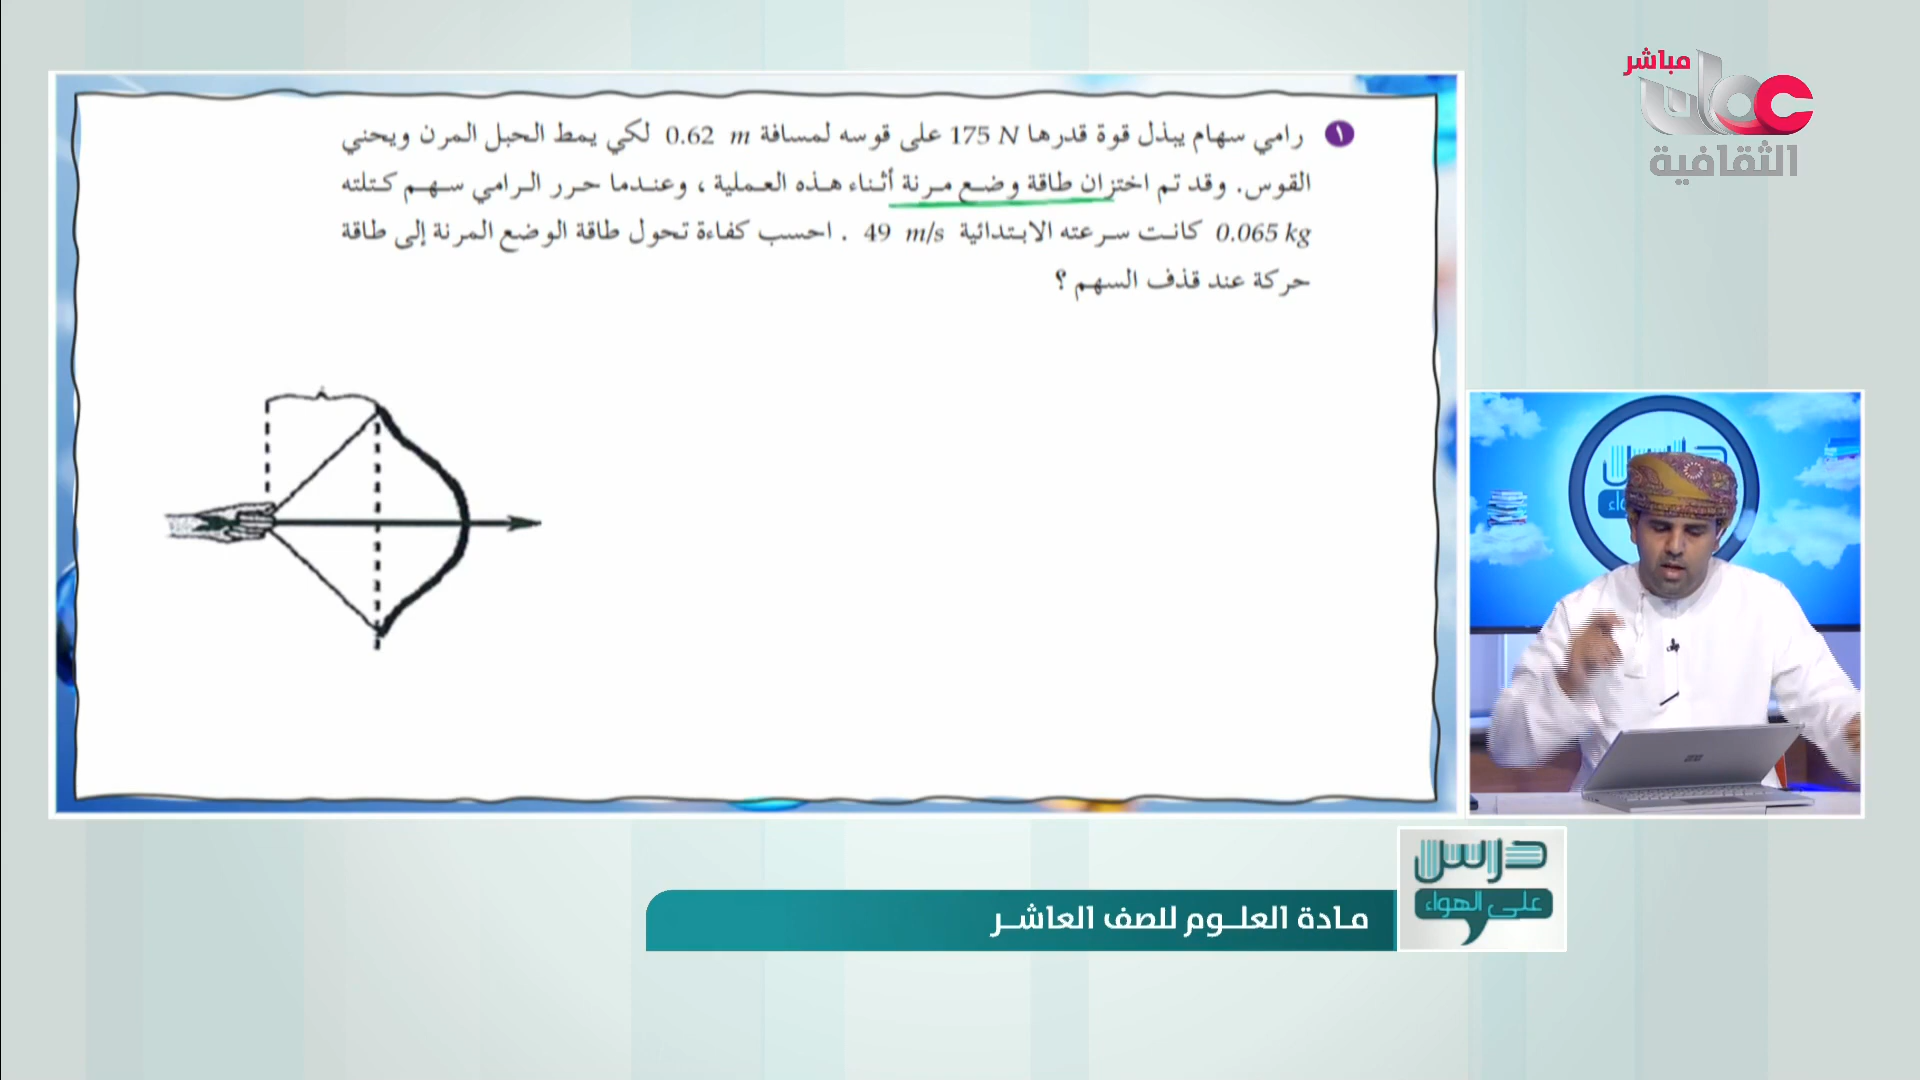 مباشر
عمان
الثقافية
١ رامي سهام يبذل قوة قدرها 175 N على قوسه لمسافة 0.62 m لكي يمط الحبل المرن ويحني
القوس. وقد تم اختزان طاقة وضع مرنة أثناء هذه العملية ، وعندما حرر الرامي سهم كتلته
0.065 kg كانت سرعته الابتدائية 49 m/s . احسب كفاءة تحول طاقة الوضع المرنة إلى طاقة
حركة عند قذف السهم ؟
درس
على الهواء
مادة العلوم للصف العاشر